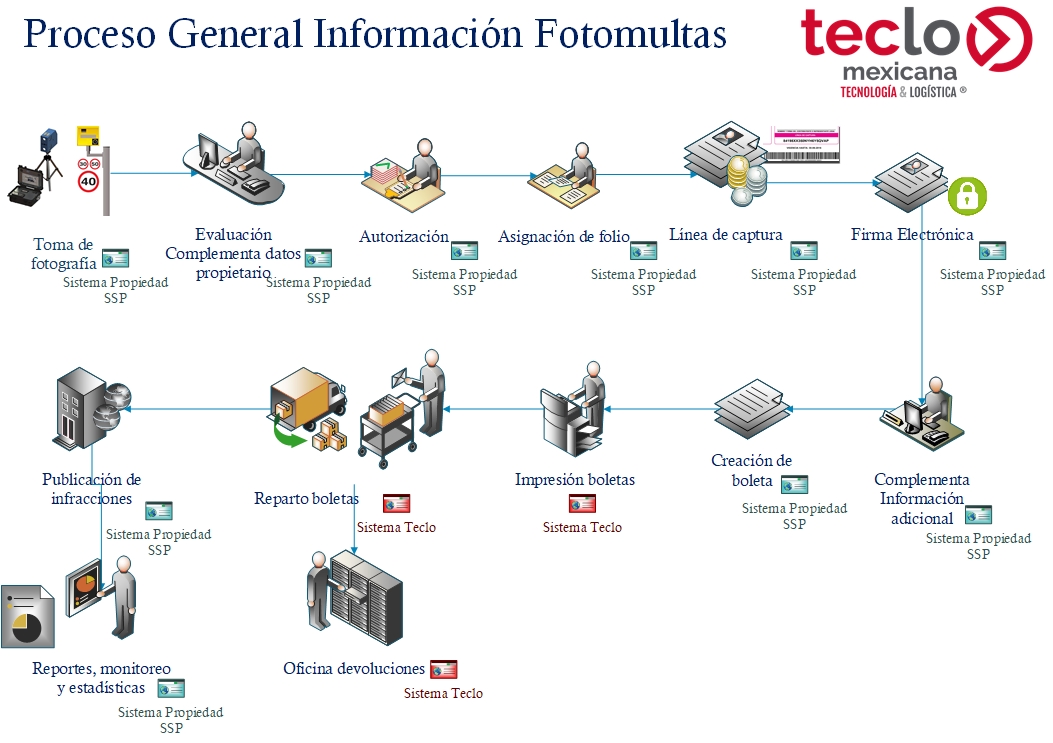 Proceso General Información Fotomultas
teclo
mexicana
TECNOLOGÍA & LOGÍSTICA ®
30 50
40
Toma de
fotografía
Sistema Propiedad
SSP
Evaluación
Complementa datos
propietario
Sistema Propiedad
SSP
Autorización
Sistema Propiedad
SSP
Asignación de folio
Sistema Propiedad
SSP
Línea de captura
Sistema Propiedad
SSP
Firma Electrónica
Sistema Propiedad
SSP
Publicación de
infracciones
Sistema Propiedad
SSP
Reparto boletas
Sistema Teclo
Impresión boletas
Sistema Teclo
Creación de
boleta
Sistema Propiedad
SSP
Complementa
Información
adicional
Sistema Propiedad
SSP
Reportes, monitoreo
y estadísticas
Sistema Propiedad
SSP
Oficina devoluciones
Sistema Teclo